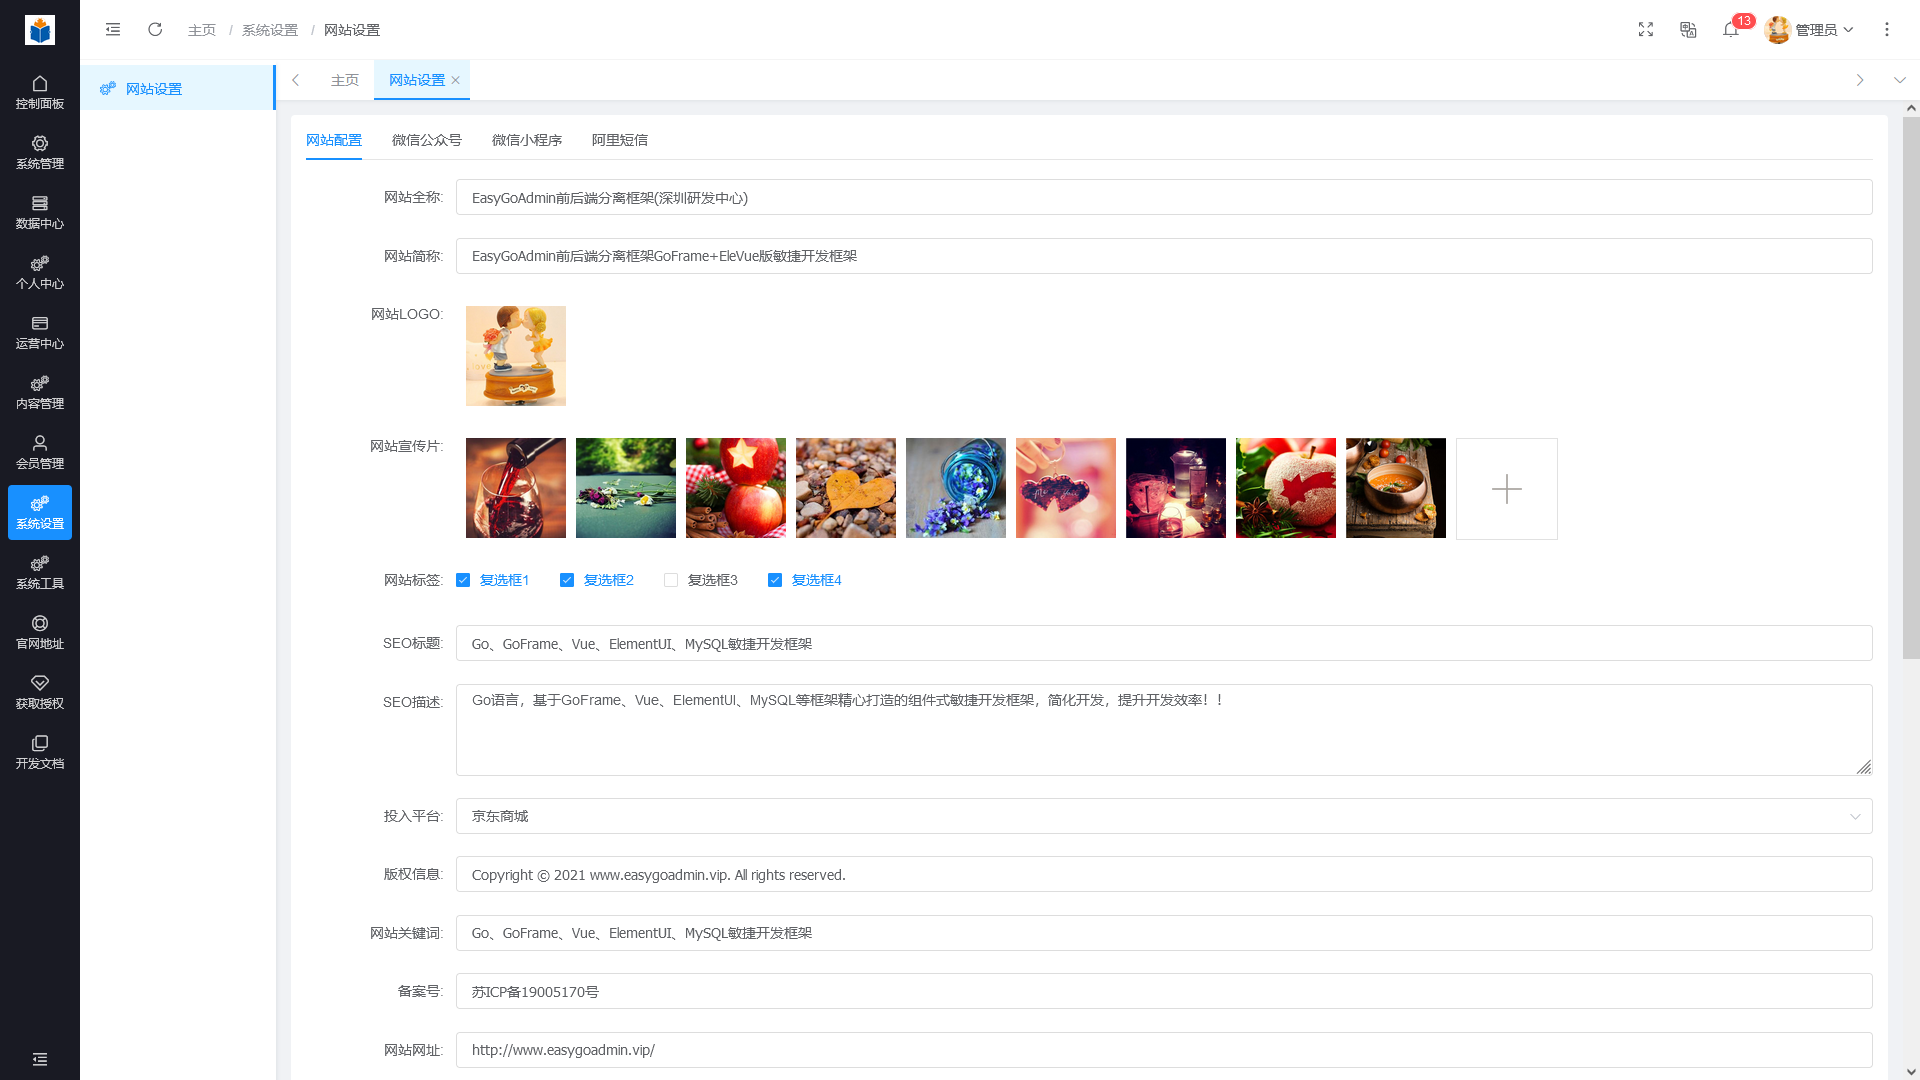 主页 / 系统设置 / 网站设置
13
管理员
控制面板
系统管理
数据中心
个人中心
运营中心
内容管理
会员管理
系统设置
系统工具
官网地址
获取授权
开发文档
网站设置
主页
网站设置
网站配置
微信公众号
微信小程序
阿里短信
网站全称: EasyGoAdmin前后端分离框架(深圳研发中心)
网站简称: EasyGoAdmin前后端分离框架GoFrame+EleVue版敏捷开发框架
网站LOGO:
网站宣传片:
网站标签: 复选框1 复选框2 复选框3 复选框4
SEO标题: Go、GoFrame、Vue、ElementUI、MySQL敏捷开发框架
SEO描述: Go语言，基于GoFrame、Vue、ElementUI、MySQL等框架精心打造的组件式敏捷开发框架，简化开发，提升开发效率！！
投入平台: 京东商城
版权信息: Copyright © 2021 www.easygoadmin.vip. All rights reserved.
网站关键词: Go、GoFrame、Vue、ElementUI、MySQL敏捷开发框架
备案号: 苏ICP备19005170号
网站网址: http://www.easygoadmin.vip/